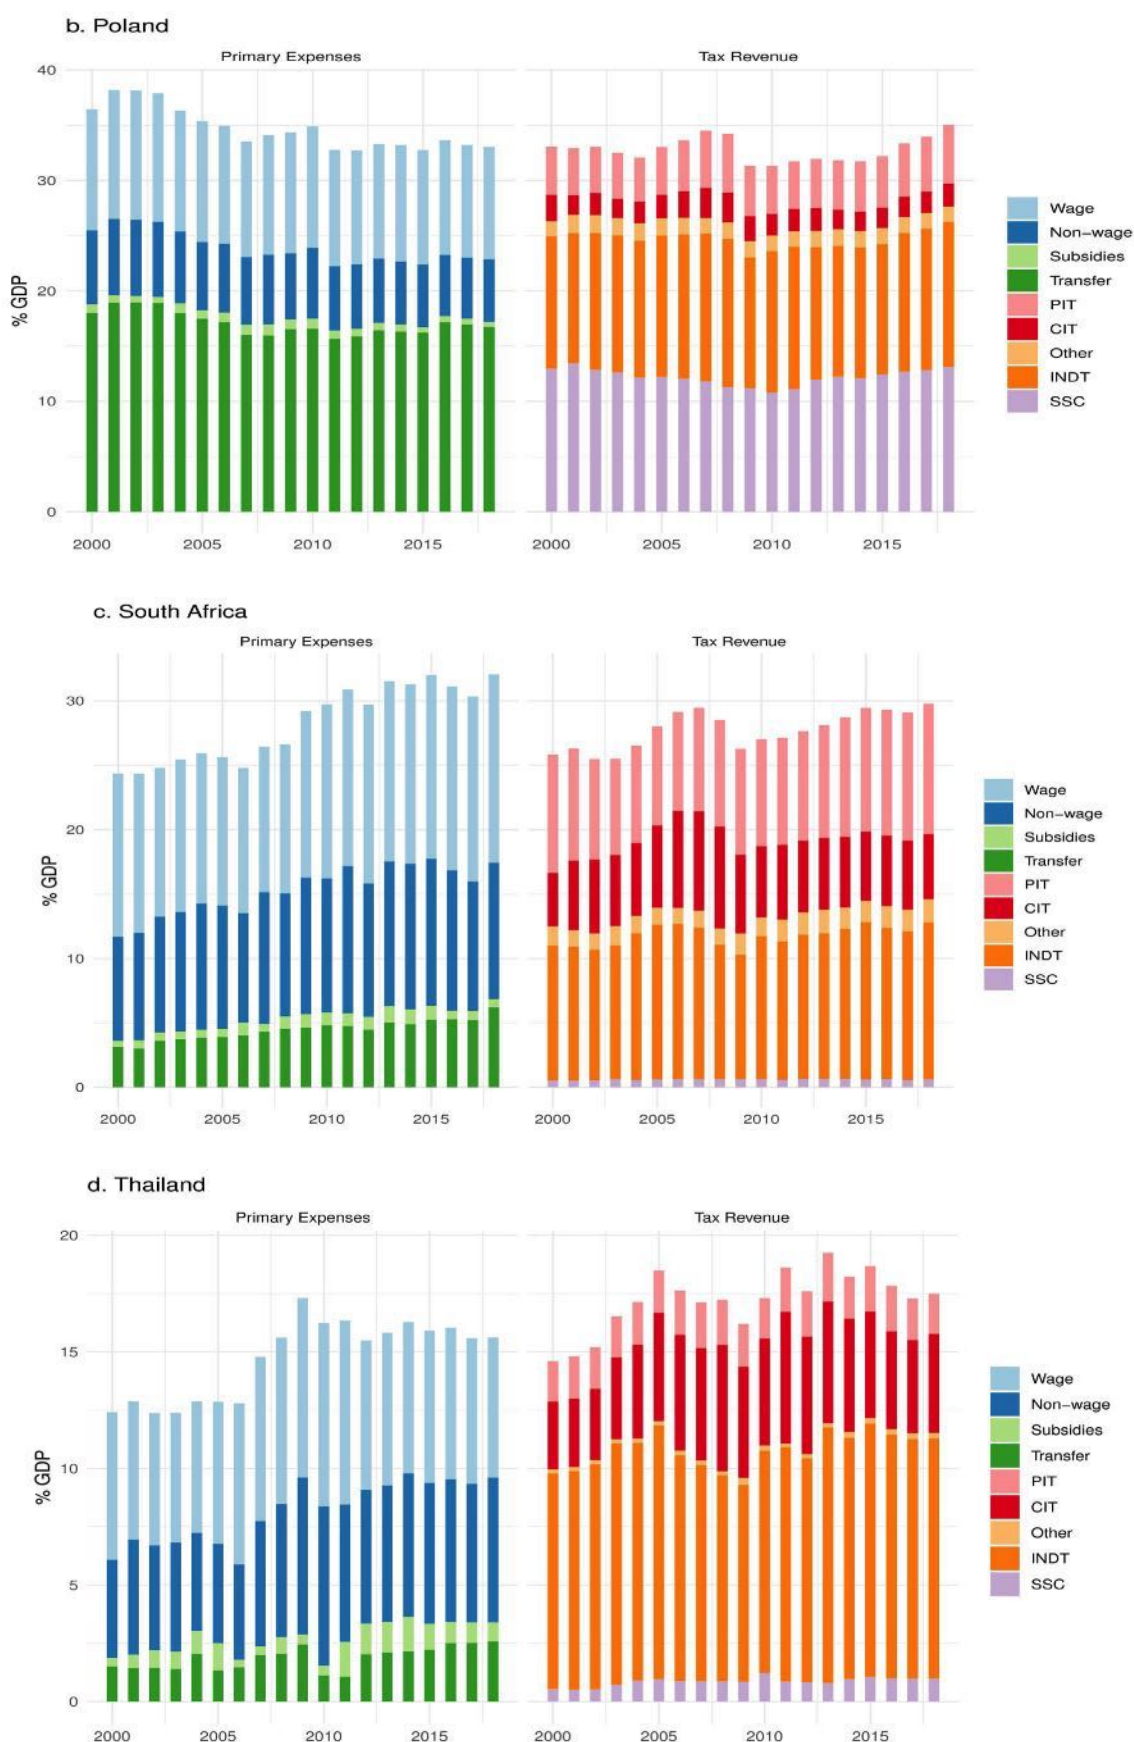 b. Poland
Primary Expenses
Tax Revenue
40
30
20
10
0
% GDP
2000
2005
2010
2015
2000
2005
2010
2015
Wage
Non-wage
Subsidies
Transfer
PIT
CIT
Other
INDT
SSC
c. South Africa
Primary Expenses
Tax Revenue
30
20
10
0
% GDP
2000
2005
2010
2015
2000
2005
2010
2015
Wage
Non-wage
Subsidies
Transfer
PIT
CIT
Other
INDT
SSC
d. Thailand
Primary Expenses
Tax Revenue
20
15
10
5
0
% GDP
2000
2005
2010
2015
2000
2005
2010
2015
Wage
Non-wage
Subsidies
Transfer
PIT
CIT
Other
INDT
SSC